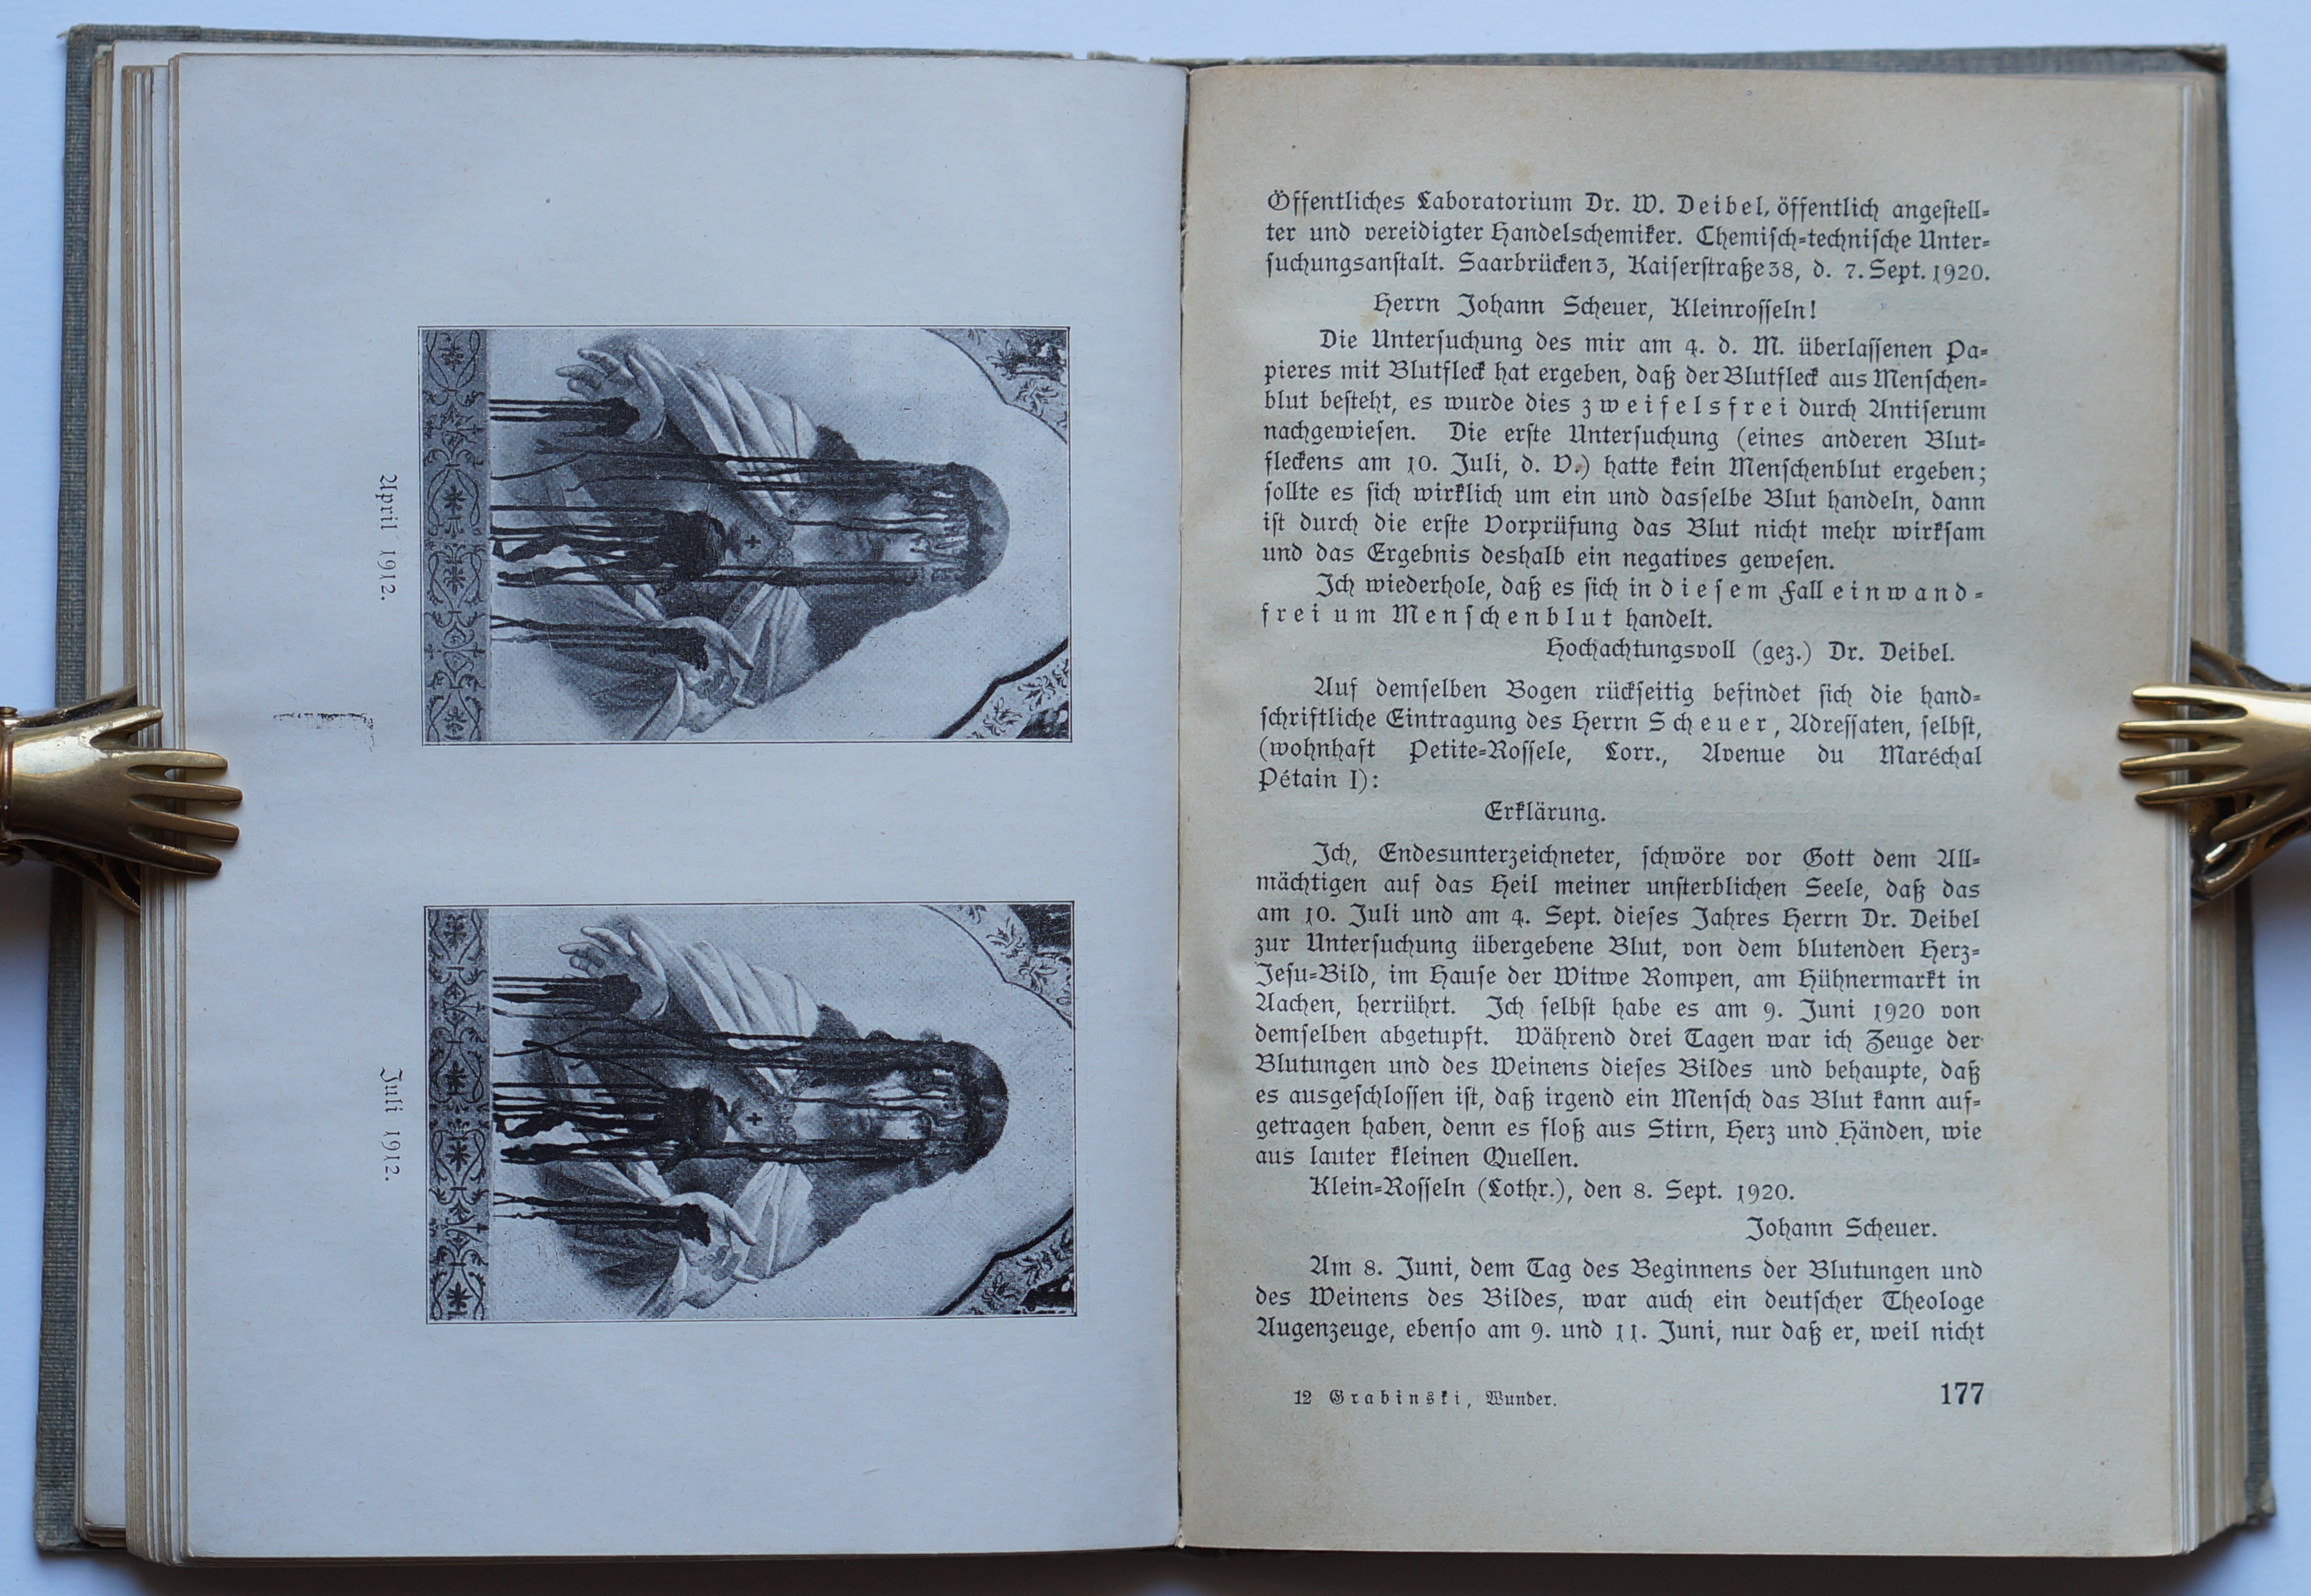 April 1912.
Juli 1912.
Öffentliches Laboratorium Dr. W. Deibel, öffentlich angestell-
ter und vereidigter Handelschemiker. Chemisch-technische Unter-
suchungsanstalt. Saarbrücken 3, Kaiserstraße 38, d. 7. Sept. 1920.
Herrn Johann Scheuer, Kleinrosseln!
Die Untersuchung des mir am 4. d. M. überlassenen Pa-
pieres mit Blutfleck hat ergeben, daß der Blutfleck aus Menschen-
blut besteht, es wurde dies zweifelsfrei durch Antiserum
nachgewiesen. Die erste Untersuchung (eines anderen Blut-
fleckens am 10. Juli, d. V.) hatte kein Menschenblut ergeben;
sollte es sich wirklich um ein und dasselbe Blut handeln, dann
ist durch die erste Vorprüfung das Blut nicht mehr wirksam
und das Ergebnis deshalb ein negatives gewesen.
Ich wiederhole, daß es sich in diesem Fall einwand-
frei um Menschenblut handelt.
Hochachtungsvoll (gez.) Dr. Deibel.
Auf demselben Bogen rückseitig befindet sich die hand-
schriftliche Eintragung des Herrn Scheuer, Adressaten, selbst,
(wohnhaft Petite-Rossele, Lorr., Avenue du Maréchal
Pétain I):
Erklärung.
Ich, Endesunterzeichneter, schwöre vor Gott dem All-
mächtigen auf das Heil meiner unsterblichen Seele, daß das
am 10. Juli und am 4. Sept. dieses Jahres Herrn Dr. Deibel
zur Untersuchung übergebene Blut, von dem blutenden Herz-
Jesu-Bild, im Hause der Witwe Rompen, am Hühnermarkt in
Aachen, herrührt. Ich selbst habe es am 9. Juni 1920 von
demselben abgetupft. Während drei Tagen war ich Zeuge der
Blutungen und des Weinens dieses Bildes und behaupte, daß
es ausgeschlossen ist, daß irgend ein Mensch das Blut kann auf-
getragen haben, denn es floß aus Stirn, Herz und Händen, wie
aus lauter kleinen Quellen.
Klein-Rosseln (Lothr.), den 8. Sept. 1920.
Johann Scheuer.
Am 8. Juni, dem Tag des Beginnens der Blutungen und
des Weinens des Bildes, war auch ein deutscher Theologe
Augenzeuge, ebenso am 9. und 11. Juni, nur daß er, weil nicht
12 Grabinski, Wunder.
177